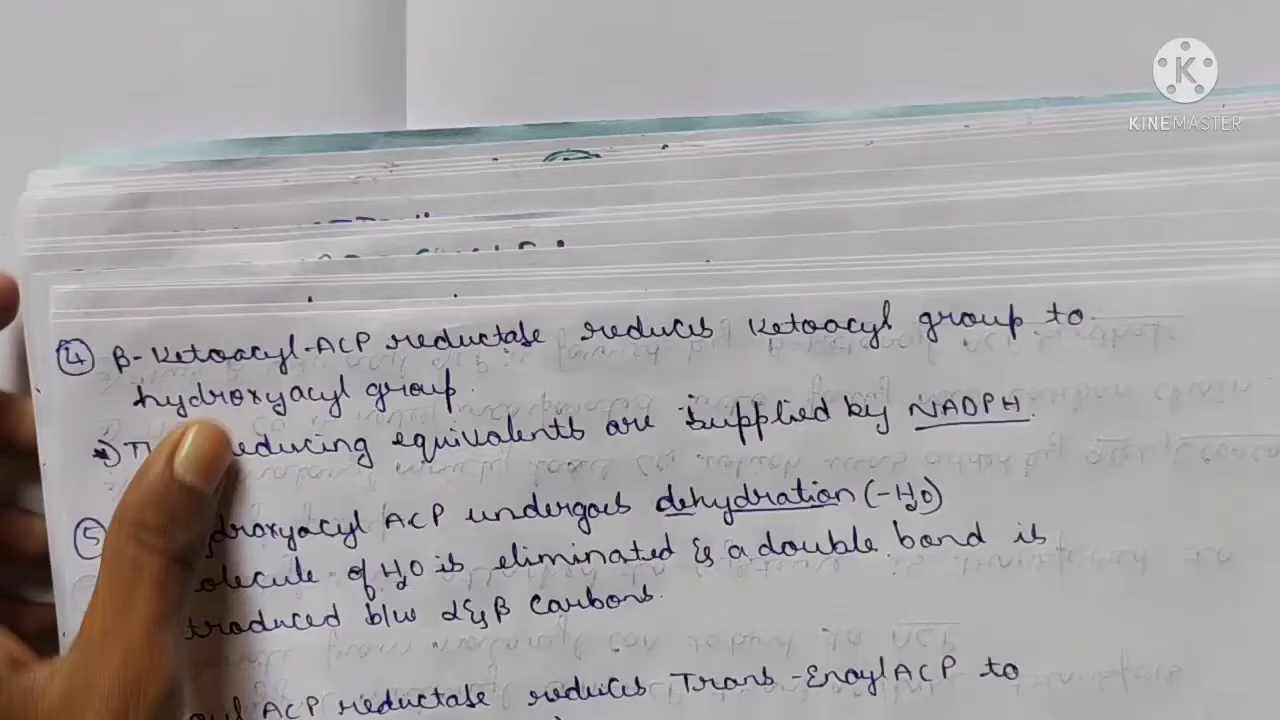 KINEMASTER
④ β-Ketoacyl-ACP reductase reduces Ketoacyl group to
hydroxyacyl group.
reducing equivalents are supplied by NADPH.
⑤ droxyacyl ACP undergoes dehydration (-H₂O)
olecule of H₂O is eliminated & a double bond is
troduced b/w α & β carbons.
ACP reductase reduces Trans-Enoyl ACP to